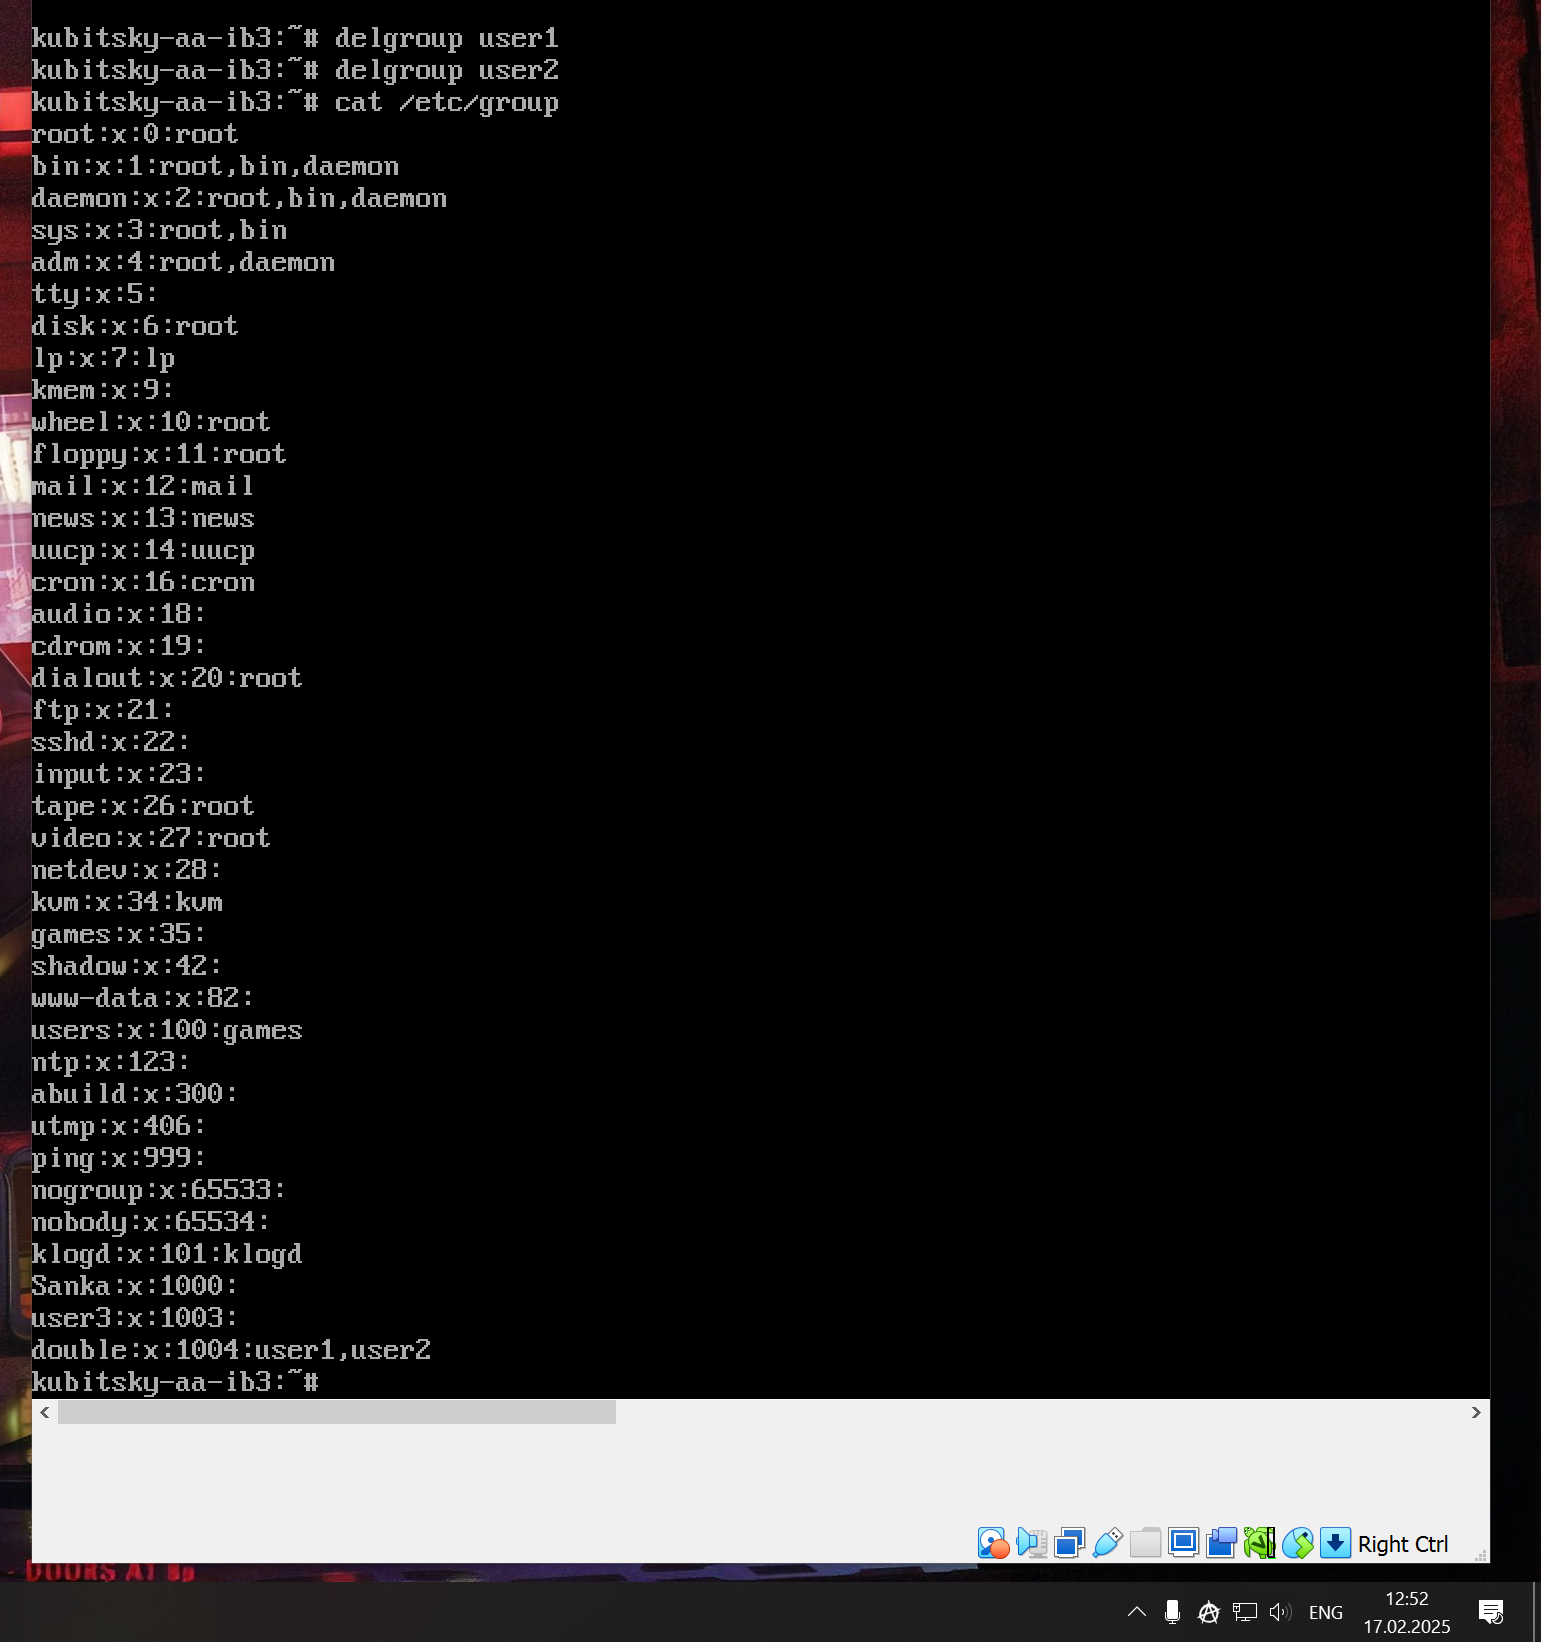 kubitsky-aa-ib3:~# delgroup user1
kubitsky-aa-ib3:~# delgroup user2
kubitsky-aa-ib3:~# cat /etc/group
root:x:0:root
bin:x:1:root,bin,daemon
daemon:x:2:root,bin,daemon
sys:x:3:root,bin
adm:x:4:root,daemon
tty:x:5:
disk:x:6:root
lp:x:7:lp
kmem:x:9:
wheel:x:10:root
floppy:x:11:root
mail:x:12:mail
news:x:13:news
uucp:x:14:uucp
cron:x:16:cron
audio:x:18:
cdrom:x:19:
dialout:x:20:root
ftp:x:21:
sshd:x:22:
input:x:23:
tape:x:26:root
video:x:27:root
netdev:x:28:
kvm:x:34:kvm
games:x:35:
shadow:x:42:
www-data:x:82:
users:x:100:games
ntp:x:123:
abuild:x:300:
utmp:x:406:
ping:x:999:
nogroup:x:65533:
nobody:x:65534:
klogd:x:101:klogd
Sanka:x:1000:
user3:x:1003:
double:x:1004:user1,user2
kubitsky-aa-ib3:~#
Right Ctrl
DOORS AT 8p
ENG
12:52
17.02.2025